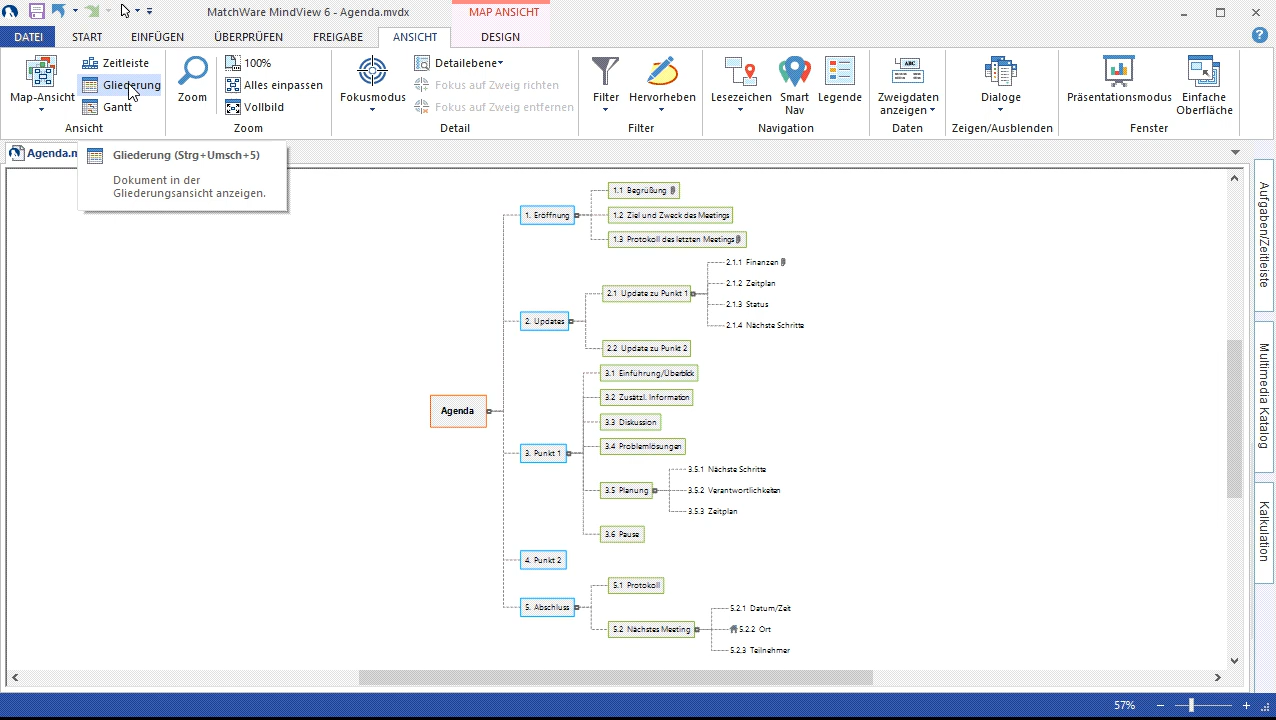 MatchWare MindView 6 - Agenda.mvdx
MAP ANSICHT
DATEI START EINFÜGEN ÜBERPRÜFEN FREIGABE ANSICHT DESIGN
Map-Ansicht
Zeitleiste
Gliederung
Gantt
Ansicht
Zoom
100%
Alles einpassen
Vollbild
Zoom
Fokusmodus
Detailebene
Fokus auf Zweig richten
Fokus auf Zweig entfernen
Detail
Filter
Hervorheben
Filter
Lesezeichen
Smart Nav
Legende
Navigation
ABC
Zweigdaten anzeigen
Daten
Dialoge
Zeigen/Ausblenden
Präsentationsmodus
Einfache Oberfläche
Fenster
Agenda.m
Gliederung (Strg+Umsch+5)
Dokument in der
Gliederungsansicht anzeigen.
Agenda
1. Eröffnung
1.1 Begrüßung
1.2 Ziel und Zweck des Meetings
1.3 Protokoll des letzten Meetings
2. Updates
2.1 Update zu Punkt 1
2.1.1 Finanzen
2.1.2 Zeitplan
2.1.3 Status
2.1.4 Nächste Schritte
2.2 Update zu Punkt 2
3. Punkt 1
3.1 Einführung/Überblick
3.2 Zusätzl. Information
3.3 Diskussion
3.4 Problemlösungen
3.5 Planung
3.5.1 Nächste Schritte
3.5.2 Verantwortlichkeiten
3.5.3 Zeitplan
3.6 Pause
4. Punkt 2
5. Abschluss
5.1 Protokoll
5.2 Nächstes Meeting
5.2.1 Datum/Zeit
5.2.2 Ort
5.2.3 Teilnehmer
Aufgaben/Zeitleiste
Multimedia Katalog
Kalkulation
57%